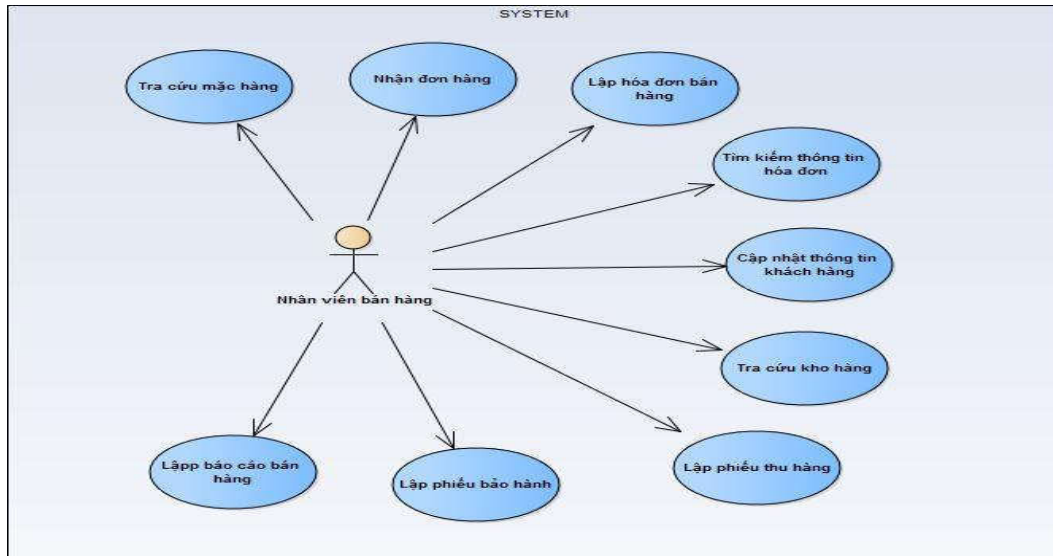 SYSTEM
Tra cứu mặc hàng
Nhận đơn hàng
Lập hóa đơn bán
hàng
Tìm kiếm thông tin
hóa đơn
Cập nhật thông tin
khách hàng
Nhân viên bán hàng
Tra cứu kho hàng
Lập phiếu thu hàng
Lập phiếu bảo hành
Lậpp báo cáo bán
hàng